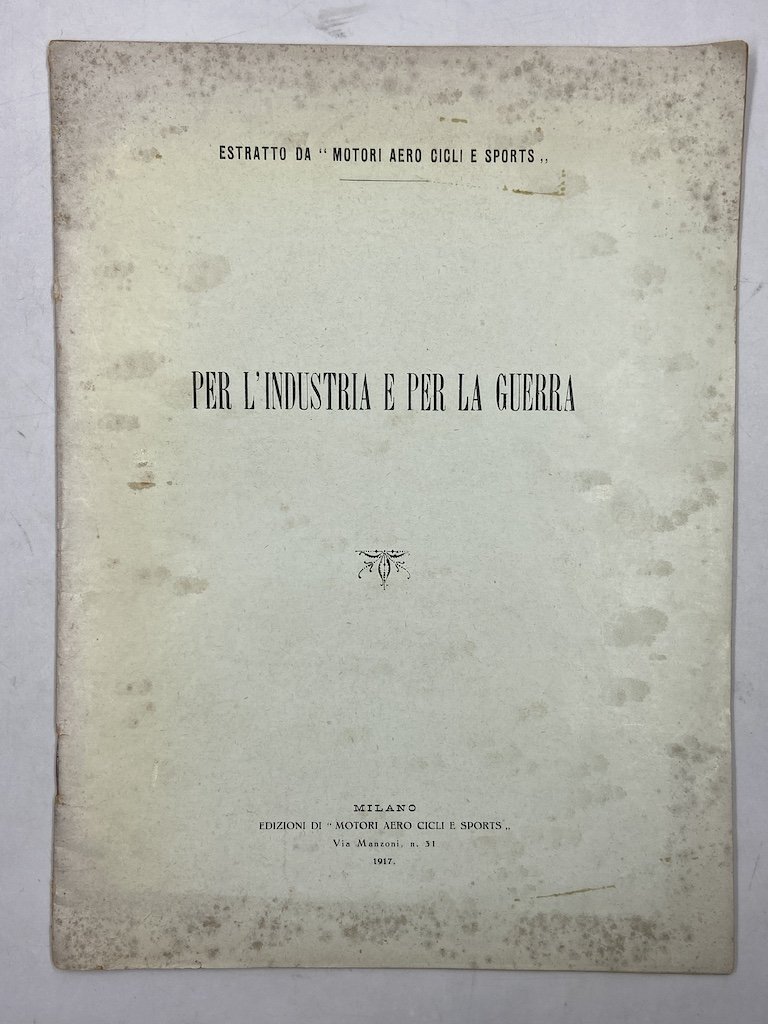 ESTRATTO DA “ MOTORI AERO CICLI E SPORTS „
PER L'INDUSTRIA E PER LA GUERRA
MILANO
EDIZIONI DI “ MOTORI AERO CICLI E SPORTS „
Via Manzoni, n. 31
1917.